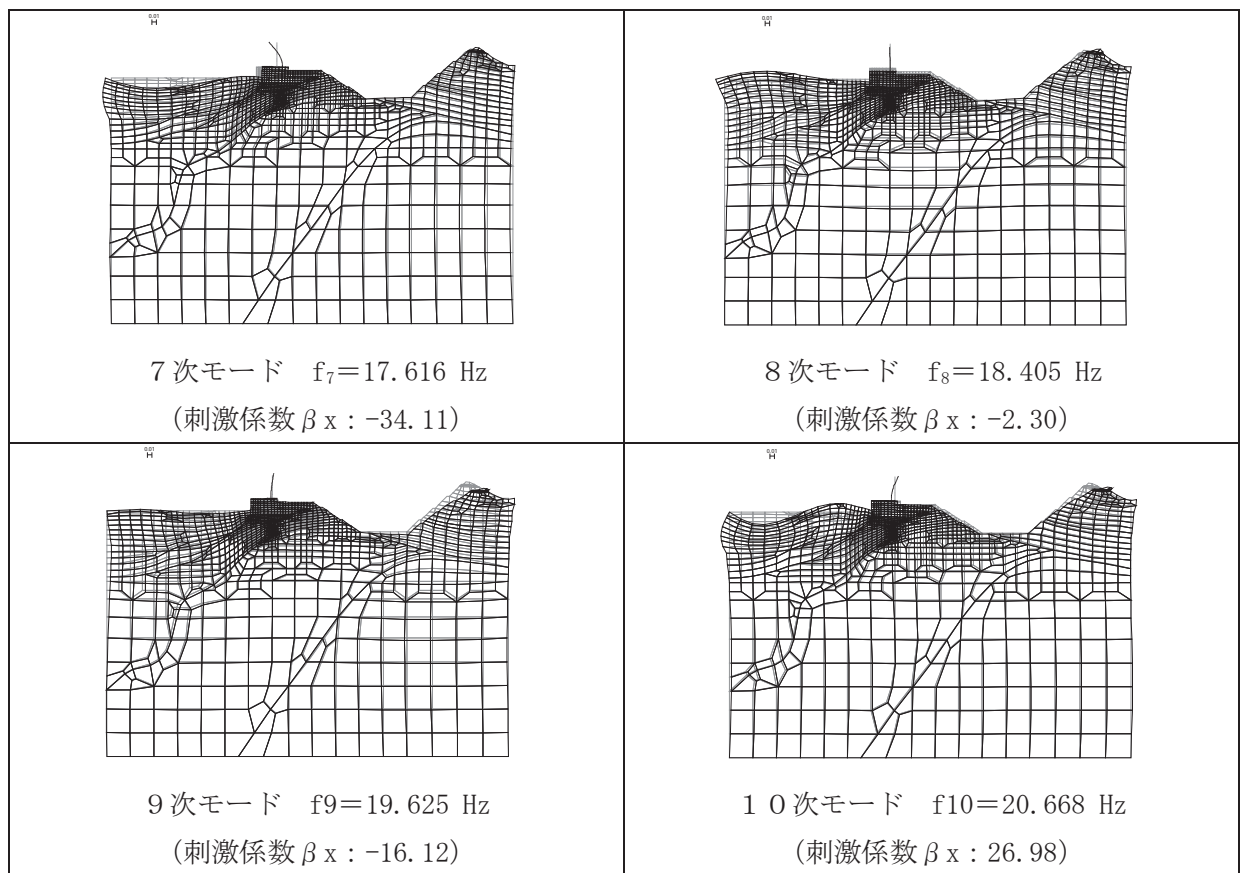 0.01
７次モード　f₇＝17.616 Hz
(刺激係数βx：-34.11)
0.01
８次モード　f₈＝18.405 Hz
(刺激係数βx：-2.30)
0.01
９次モード　f9＝19.625 Hz
(刺激係数βx：-16.12)
0.01
１０次モード　f10＝20.668 Hz
(刺激係数βx：26.98)